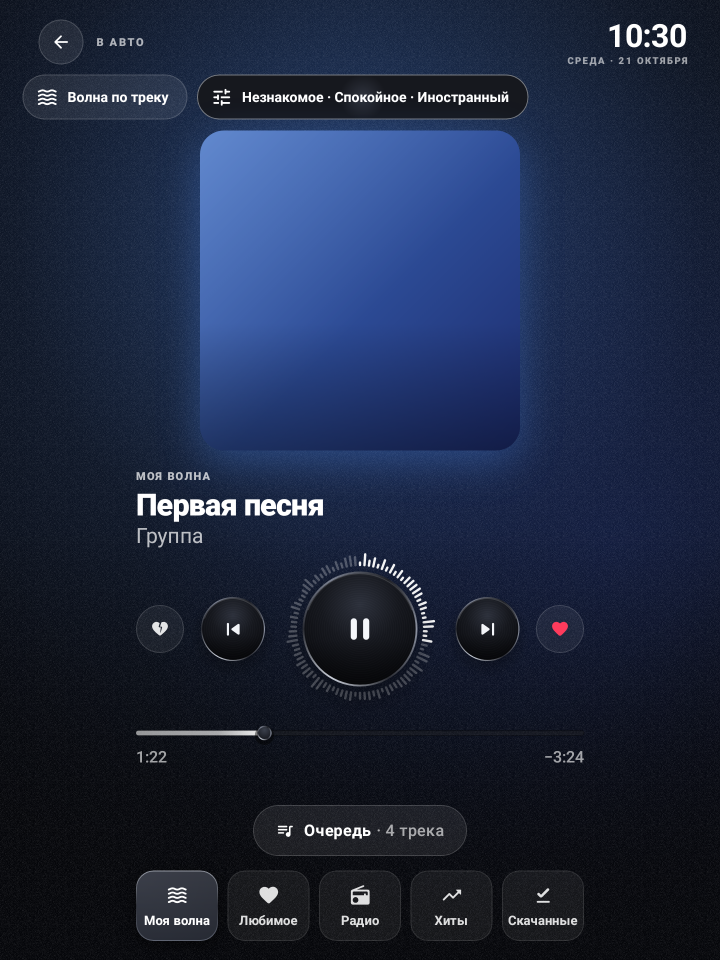 В АВТО
10:30
СРЕДА · 21 ОКТЯБРЯ
Волна по треку
Незнакомое · Спокойное · Иностранный
МОЯ ВОЛНА
Первая песня
Группа
1:22
−3:24
Очередь · 4 трека
Моя волна
Любимое
Радио
Хиты
Скачанные